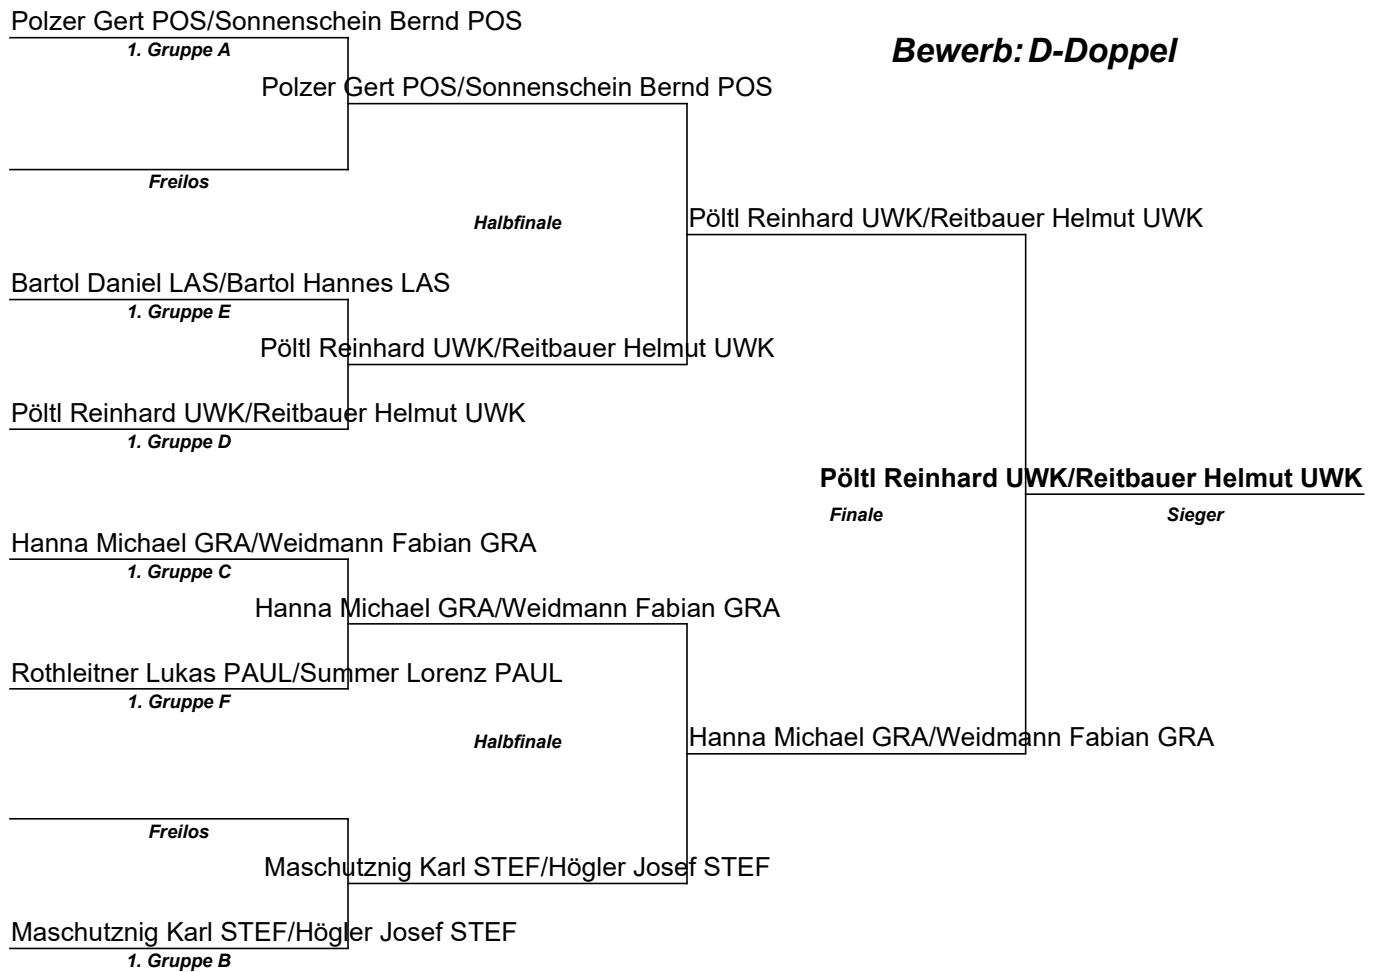 Polzer Gert POS/Sonnenschein Bernd POS
1. Gruppe A
Bewerb: D-Doppel
Polzer Gert POS/Sonnenschein Bernd POS
Freilos
Halbfinale
Pöltl Reinhard UWK/Reitbauer Helmut UWK
Bartol Daniel LAS/Bartol Hannes LAS
1. Gruppe E
Pöltl Reinhard UWK/Reitbauer Helmut UWK
Pöltl Reinhard UWK/Reitbauer Helmut UWK
1. Gruppe D
Pöltl Reinhard UWK/Reitbauer Helmut UWK
Finale
Sieger
Hanna Michael GRA/Weidmann Fabian GRA
1. Gruppe C
Hanna Michael GRA/Weidmann Fabian GRA
Rothleitner Lukas PAUL/Summer Lorenz PAUL
1. Gruppe F
Halbfinale
Hanna Michael GRA/Weidmann Fabian GRA
Freilos
Maschutznig Karl STEF/Högler Josef STEF
Maschutznig Karl STEF/Högler Josef STEF
1. Gruppe B